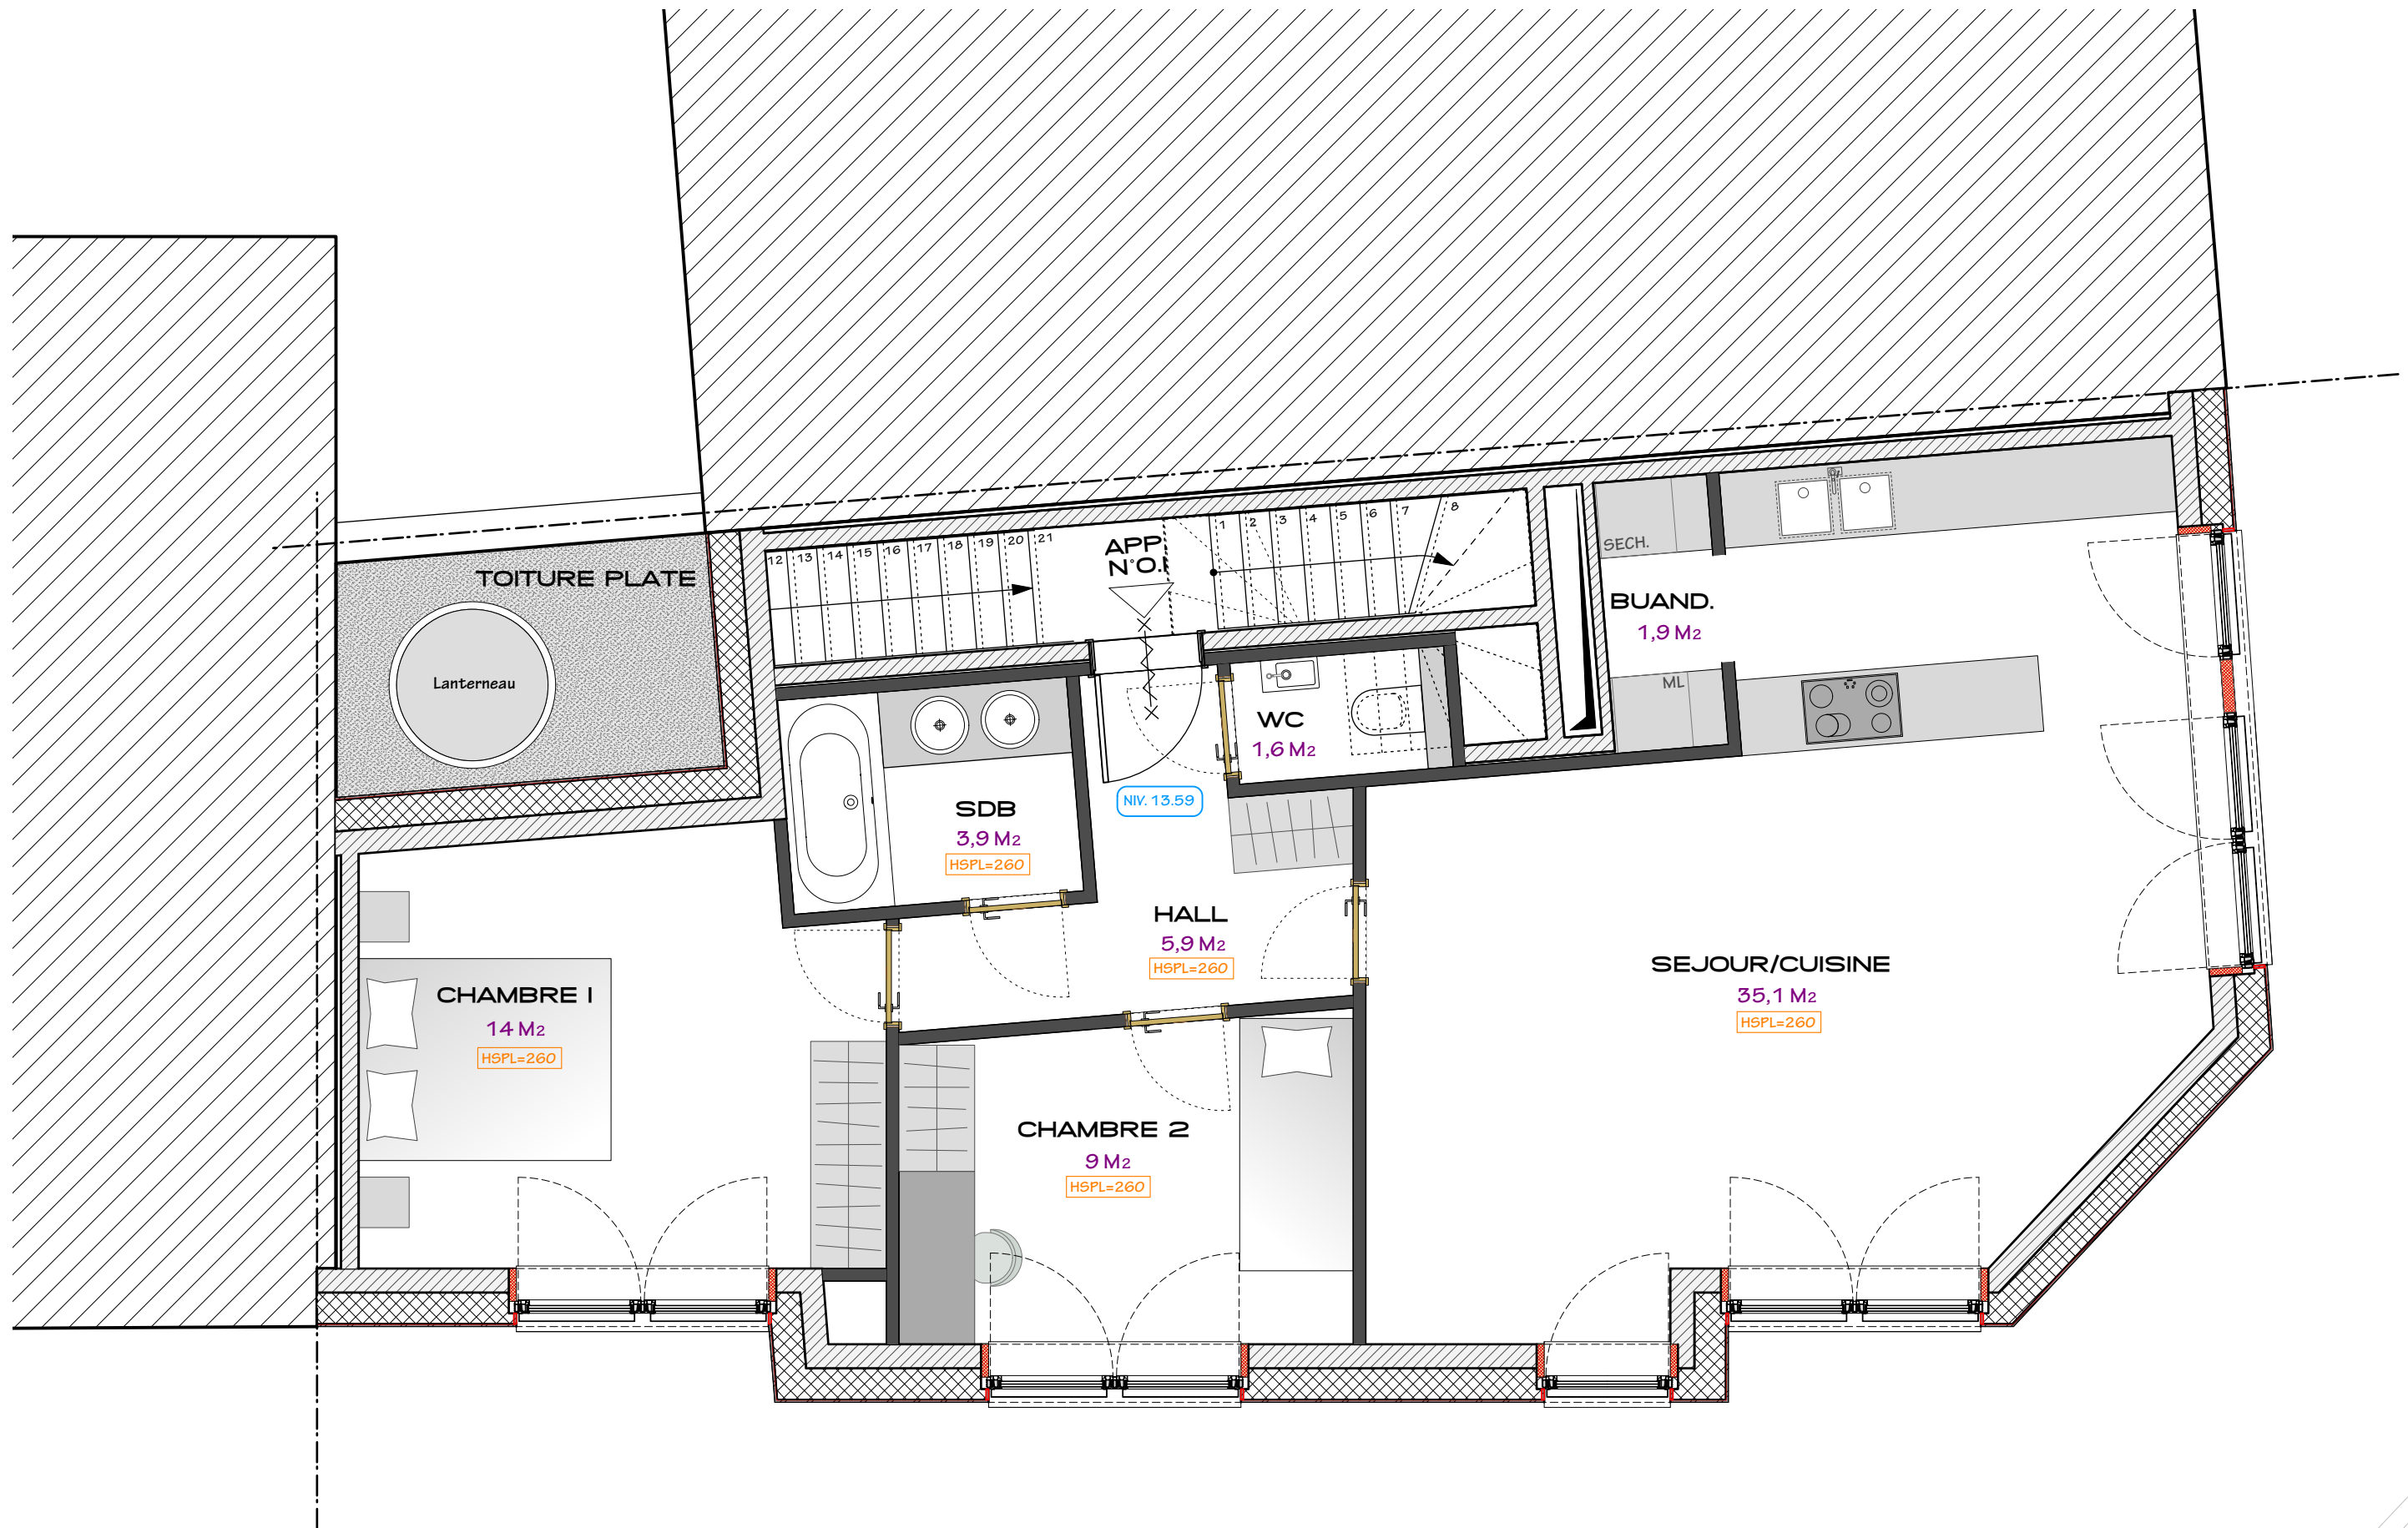 TOITURE PLATE
Lanterneau
12
13
14
15
16
17
18
19
20
21
APP
N°0.1
1
2
3
4
5
6
7
8
SECH.
BUAND.
1,9 M2
ML
WC
1,6 M2
NIV. 13.59
SDB
3,9 M2
HSPL=260
HALL
5,9 M2
HSPL=260
SEJOUR/CUISINE
35,1 M2
HSPL=260
CHAMBRE 1
14 M2
HSPL=260
CHAMBRE 2
9 M2
HSPL=260